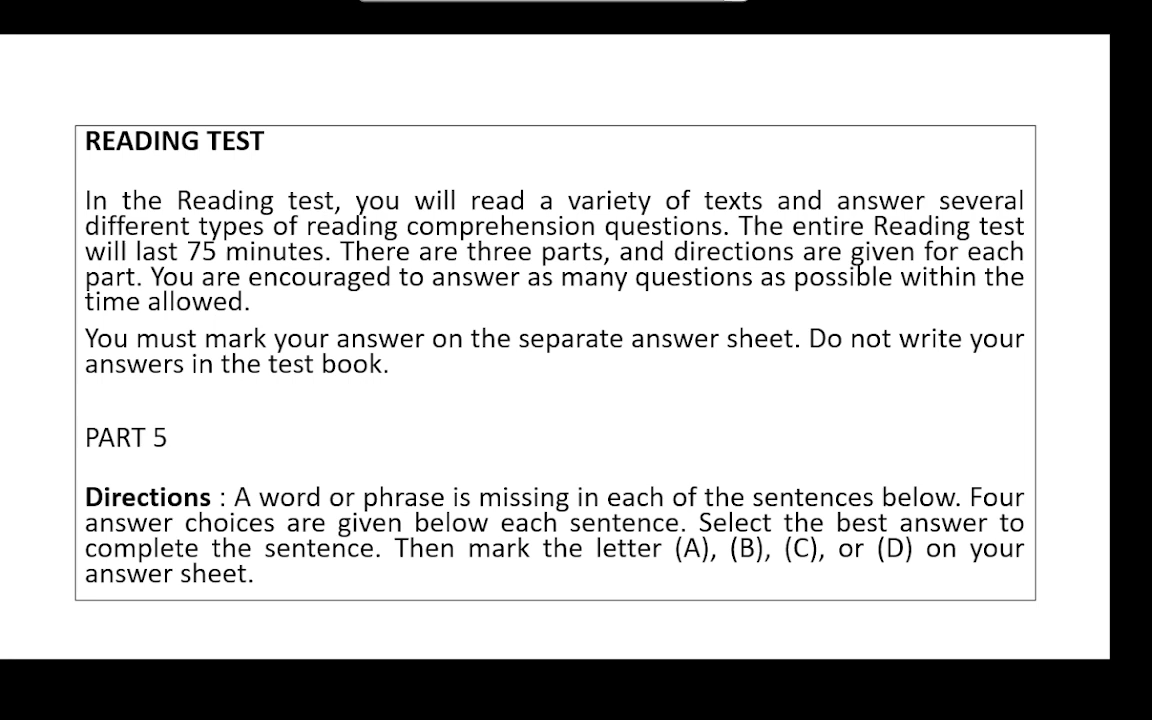 READING TEST
In the Reading test, you will read a variety of texts and answer several
different types of reading comprehension questions. The entire Reading test
will last 75 minutes. There are three parts, and directions are given for each
part. You are encouraged to answer as many questions as possible within the
time allowed.
You must mark your answer on the separate answer sheet. Do not write your
answers in the test book.
PART 5
Directions : A word or phrase is missing in each of the sentences below. Four
answer choices are given below each sentence. Select the best answer to
complete the sentence. Then mark the letter (A), (B), (C), or (D) on your
answer sheet.